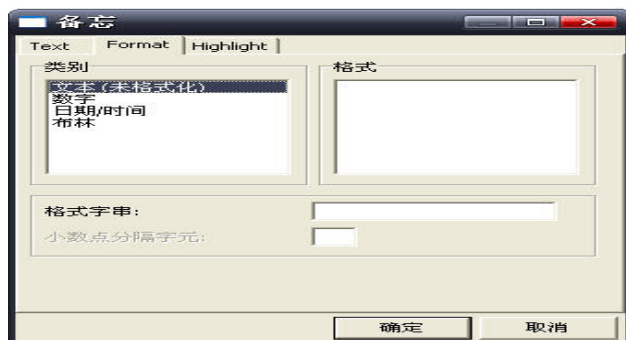 备忘
Text Format Highlight
类别 格式
文本(未格式化)
数字
日期/时间
布林
格式字串:
小数点分隔字元:
确定 取消